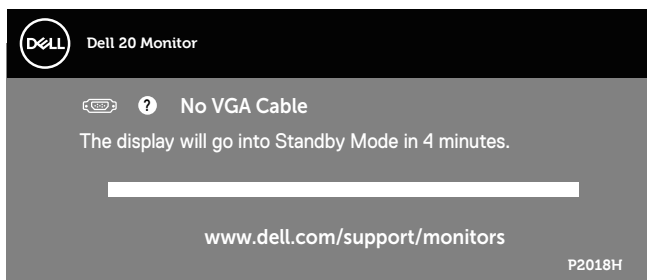 DELL Dell 20 Monitor
? No VGA Cable
The display will go into Standby Mode in 4 minutes.
www.dell.com/support/monitors
P2018H